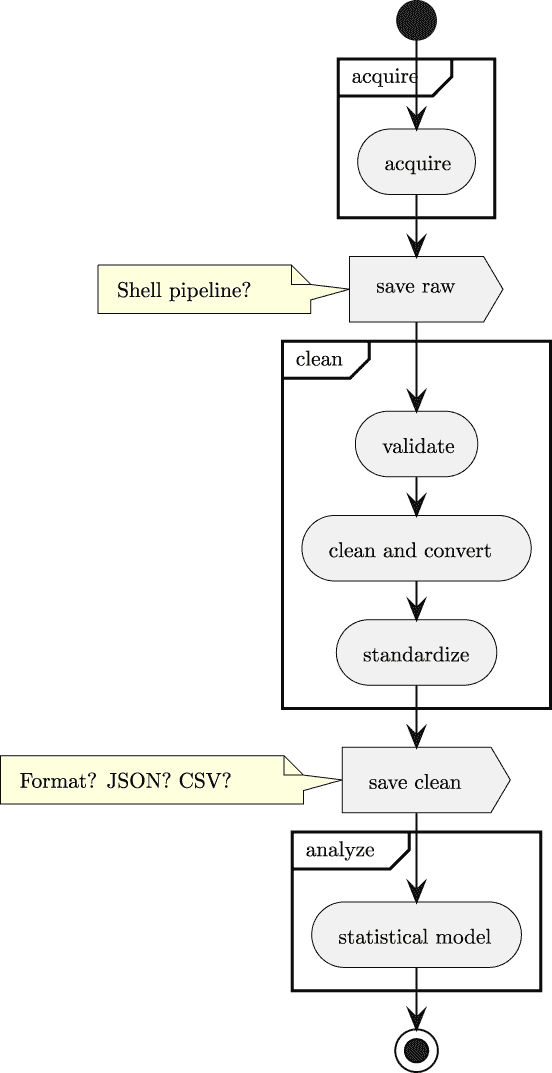 acquire
acquire
Shell pipeline?
save raw
clean
validate
clean and convert
standardize
Format? JSON? CSV?
save clean
analyze
statistical model